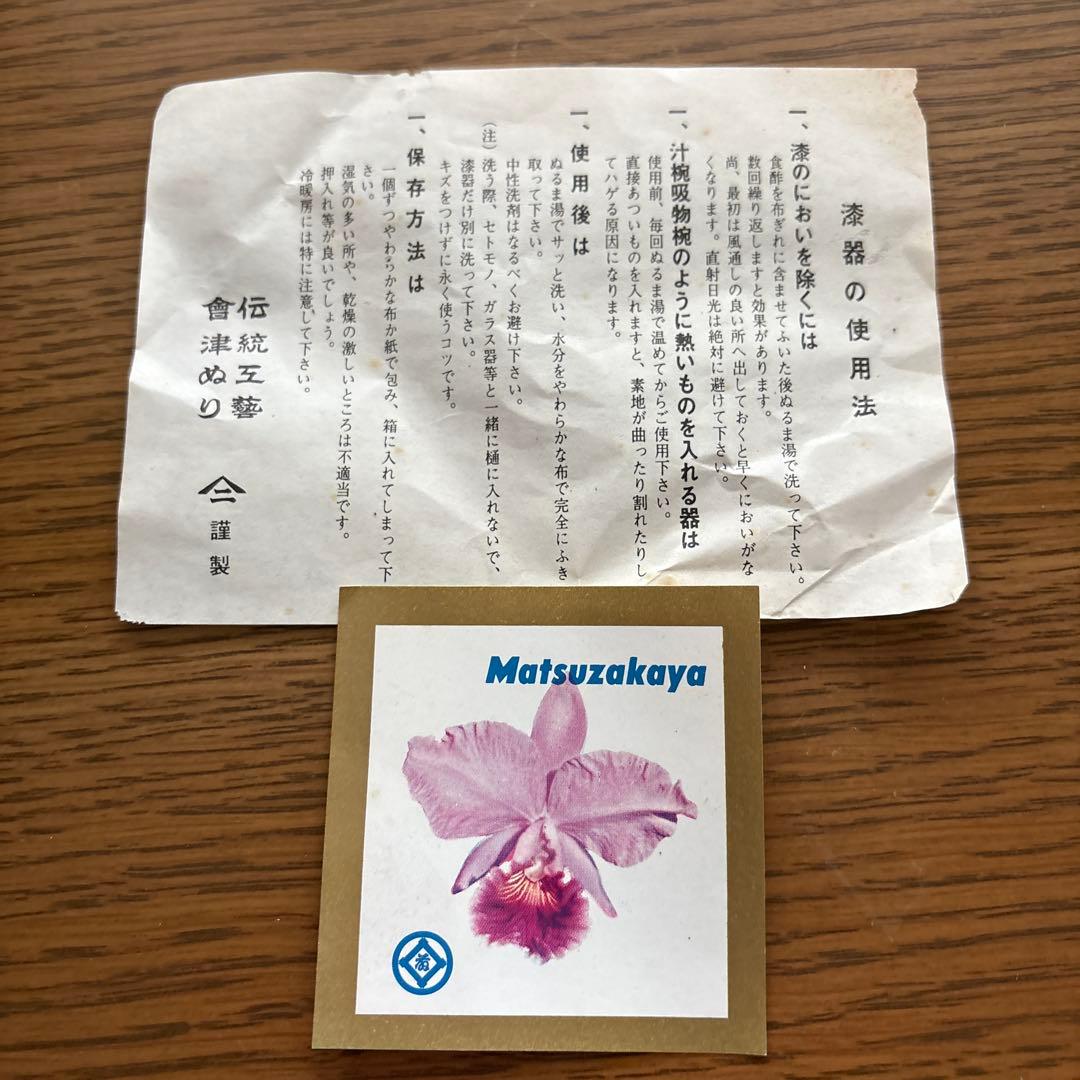 漆器の使用法
一、漆のにおいを除くには
食酢を布ぎれに含ませてふいた後ぬるま湯で洗って下さい。
数回繰り返しますと効果があります。
尚、最初は風通しの良い所へ出しておくと早くにおいがな
くなります。直射日光は絶対に避けて下さい。
一、汁椀吸物椀のように熱いものを入れる器は
使用前、毎回ぬるま湯で温めてからご使用下さい。
直接あついものを入れますと、素地が曲ったり割れたりし
てハゲる原因になります。
一、使用後は
ぬるま湯でサッと洗い、水分をやわらかな布で完全にふき
取って下さい。
中性洗剤はなるべくお避け下さい。
(注)洗う際、セトモノ、ガラス器等と一緒に樋に入れないで、
漆器だけ別に洗って下さい。
キズをつけずに永く使うコツです。
一、保存方法は
一個ずつやわらかな布か紙で包み、箱に入れてしまって下
さい。
湿気の多い所や、乾燥の激しいところは不適当です。
押入れ等が良いでしょう。
冷暖房には特に注意して下さい。
伝統工藝
會津ぬり
二謹製
Matsuzakaya